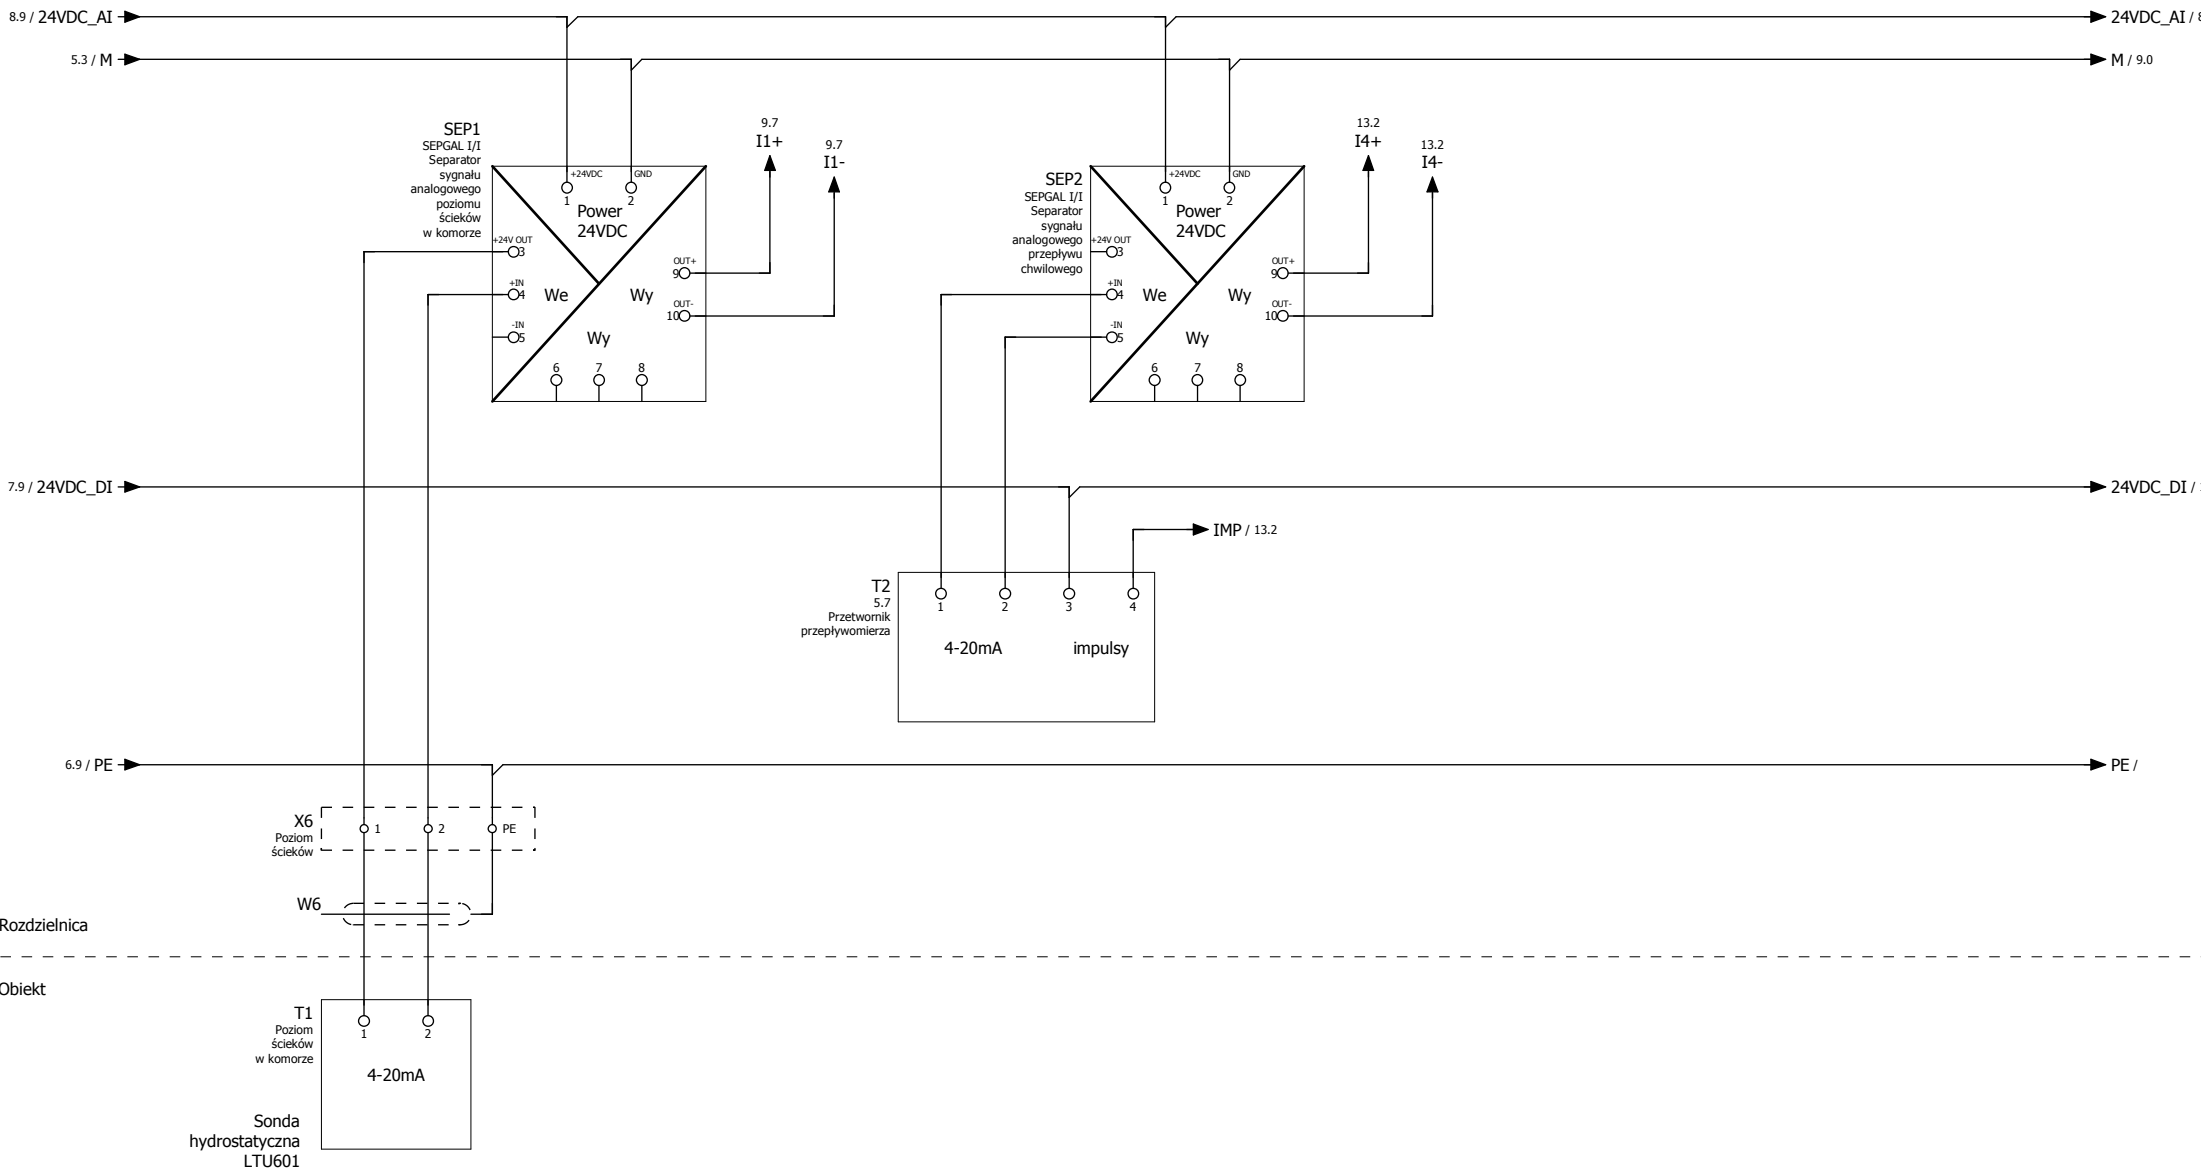 8.9 / 24VDC_AI
24VDC_AI / 8
5.3 / M
M / 9.0
SEP1
SEPGAL I/I
Separator
sygnału
analogowego
poziomu
ścieków
w komorze
+24VDC
GND
1
2
Power
24VDC
+24V OUT
3
+IN
4
-IN
5
We
Wy
Wy
OUT+
9
OUT-
10
6
7
8
9.7
I1+
9.7
I1-
SEP2
SEPGAL I/I
Separator
sygnału
analogowego
przepływu
chwilowego
+24VDC
GND
1
2
Power
24VDC
+24V OUT
3
+IN
4
-IN
5
We
Wy
Wy
OUT+
9
OUT-
10
6
7
8
13.2
I4+
13.2
I4-
7.9 / 24VDC_DI
24VDC_DI /
IMP / 13.2
T2
5.7
Przetwornik
przepływomierza
1
2
3
4
4-20mA
impulsy
6.9 / PE
PE /
X6
Poziom
ścieków
1
2
PE
W6
Rozdzielnica
Obiekt
T1
Poziom
ścieków
w komorze
1
2
4-20mA
Sonda
hydrostatyczna
LTU601